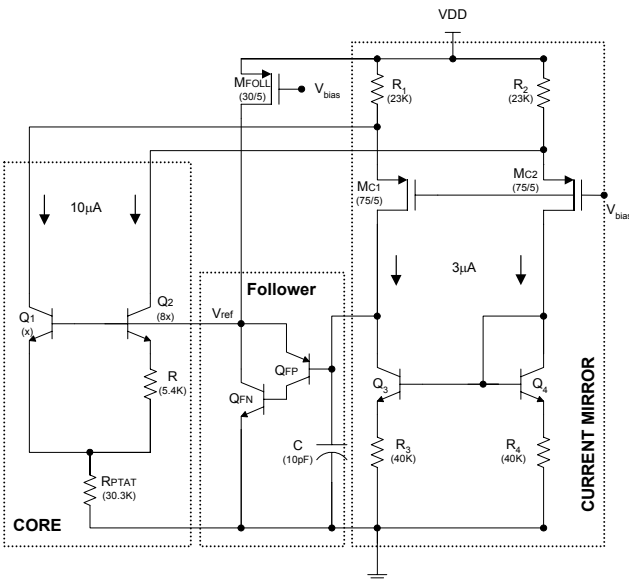 VDD
MFOLL
(30/5)
Vbias
R1
(23K)
R2
(23K)
MC1
(75/5)
MC2
(75/5)
Vbias
10µA
3µA
Follower
Q1
(x)
Q2
(8x)
Vref
QFP
QFN
Q3
Q4
R
(5.4K)
C
(10pF)
R3
(40K)
R4
(40K)
RPTAT
(30.3K)
CORE
CURRENT MIRROR